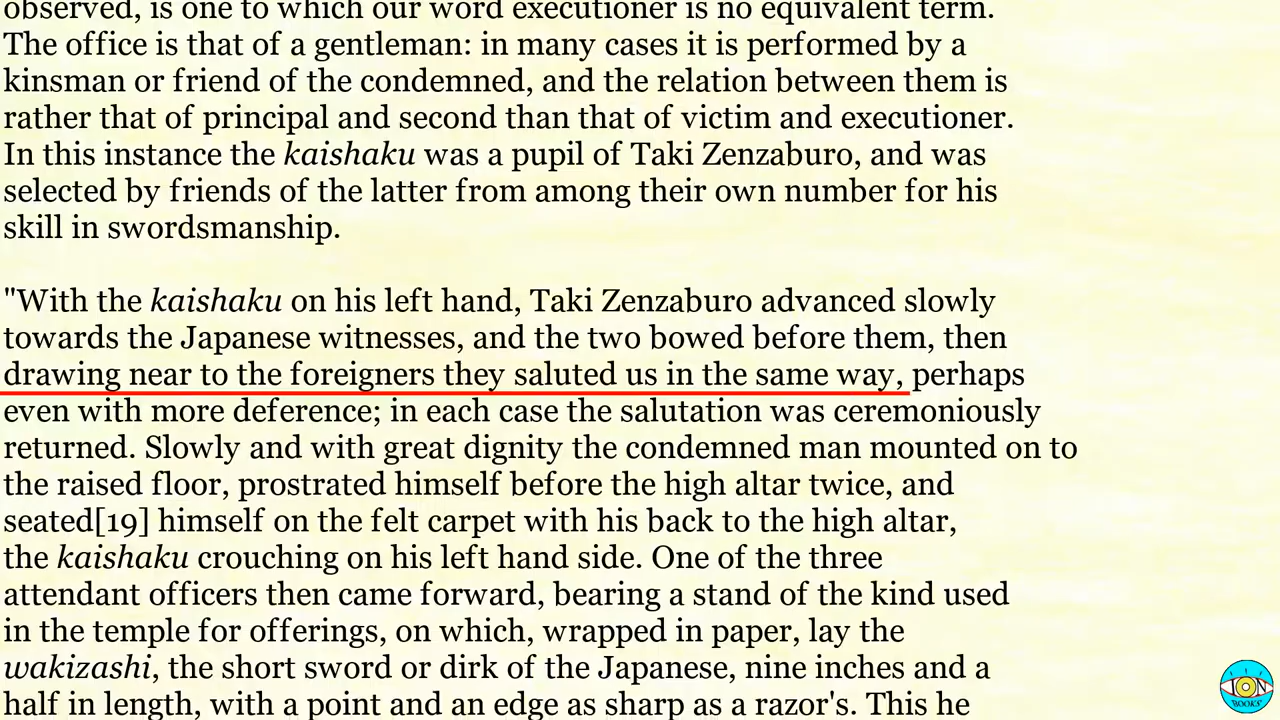 observed, is one to which our word executioner is no equivalent term.
The office is that of a gentleman: in many cases it is performed by a
kinsman or friend of the condemned, and the relation between them is
rather that of principal and second than that of victim and executioner.
In this instance the kaishaku was a pupil of Taki Zenzaburo, and was
selected by friends of the latter from among their own number for his
skill in swordsmanship.
"With the kaishaku on his left hand, Taki Zenzaburo advanced slowly
towards the Japanese witnesses, and the two bowed before them, then
drawing near to the foreigners they saluted us in the same way, perhaps
even with more deference; in each case the salutation was ceremoniously
returned. Slowly and with great dignity the condemned man mounted on to
the raised floor, prostrated himself before the high altar twice, and
seated[19] himself on the felt carpet with his back to the high altar,
the kaishaku crouching on his left hand side. One of the three
attendant officers then came forward, bearing a stand of the kind used
in the temple for offerings, on which, wrapped in paper, lay the
wakizashi, the short sword or dirk of the Japanese, nine inches and a
half in length, with a point and an edge as sharp as a razor's. This he
ION
BOOKS